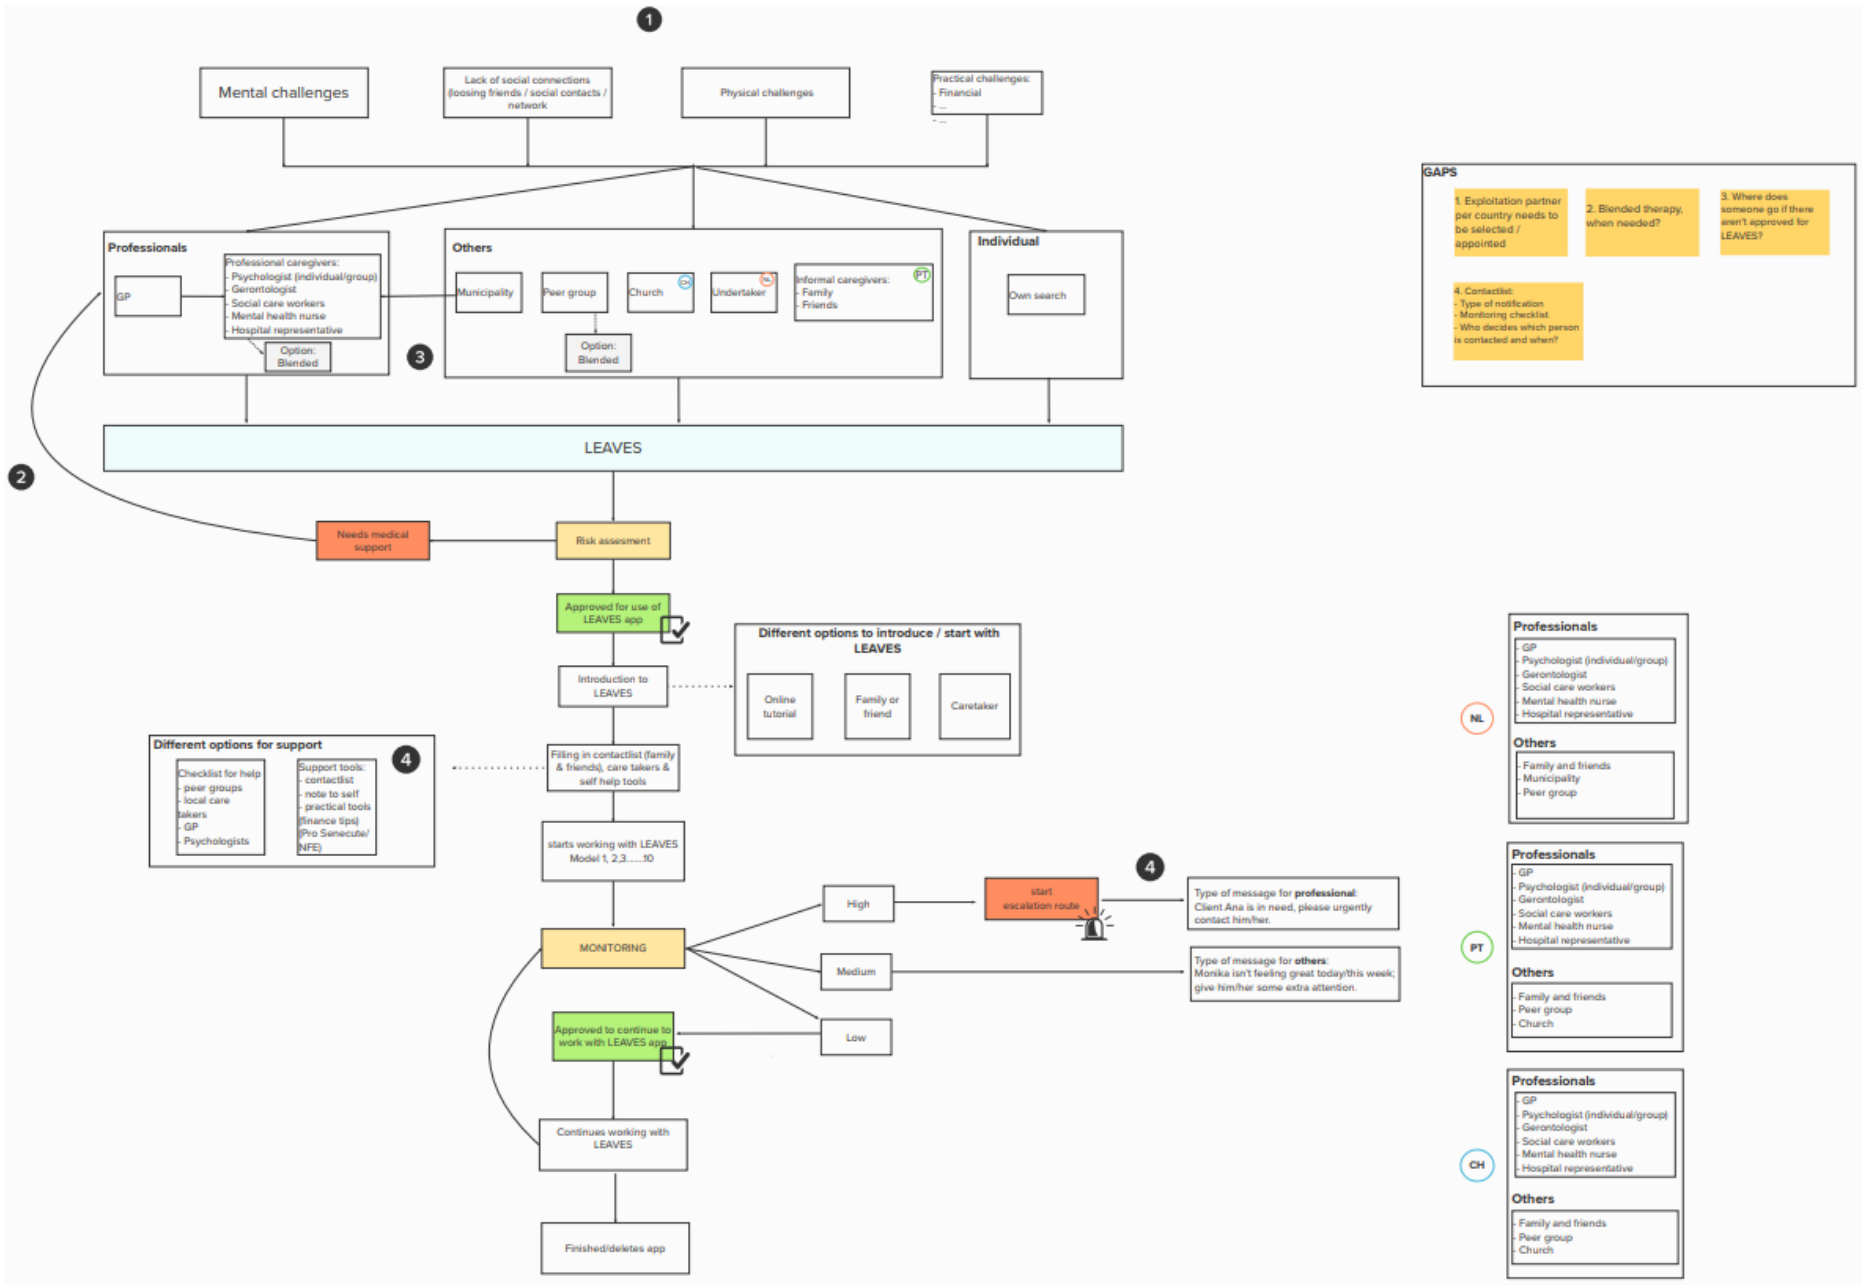 1
Mental challenges
Lack of social connections
(loosing friends / social contacts /
network
Physical challenges
Practical challenges:
- Financial
- ...
- ...
Professionals
GP
Professional caregivers:
- Psychologist (individual/group)
- Gerontologist
- Social care workers
- Mental health nurse
- Hospital representative
Option:
Blended
3
Others
Municipality
Peer group
Church
CH
Undertaker
NL
Informal caregivers:
- Family
- Friends
PT
Option:
Blended
Individual
Own search
GAPS
1. Exploitation partner
per country needs to
be selected /
appointed
2. Blended therapy,
when needed?
3. Where does
someone go if there
aren't approved for
LEAVES?
4. Contactlist:
- Type of notification
- Monitoring checklist
- Who decides which person
is contacted and when?
LEAVES
2
Needs medical
support
Risk assesment
Approved for use of
LEAVES app
Introduction to
LEAVES
Different options to introduce / start with
LEAVES
Online
tutorial
Family or
friend
Caretaker
Different options for support
4
Checklist for help
- peer groups
- local care
takers
- GP
- Psychologists
Support tools:
- contactlist
- note to self
- practical tools
(finance tips)
(Pro Senecute/
NFE)
Filling in contactlist (family
& friends), care takers &
self help tools
starts working with LEAVES
Model 1, 2,3......10
MONITORING
High
Medium
Low
start
escalation route
4
Type of message for professional:
Client Ana is in need, please urgently
contact him/her.
Type of message for others:
Monika isn't feeling great today/this week;
give him/her some extra attention.
Approved to continue to
work with LEAVES app
Continues working with
LEAVES
Finished/deletes app
NL
Professionals
- GP
- Psychologist (individual/group)
- Gerontologist
- Social care workers
- Mental health nurse
- Hospital representative
Others
- Family and friends
- Municipality
- Peer group
PT
Professionals
- GP
- Psychologist (individual/group)
- Gerontologist
- Social care workers
- Mental health nurse
- Hospital representative
Others
- Family and friends
- Peer group
- Church
CH
Professionals
- GP
- Psychologist (individual/group)
- Gerontologist
- Social care workers
- Mental health nurse
- Hospital representative
Others
- Family and friends
- Peer group
- Church